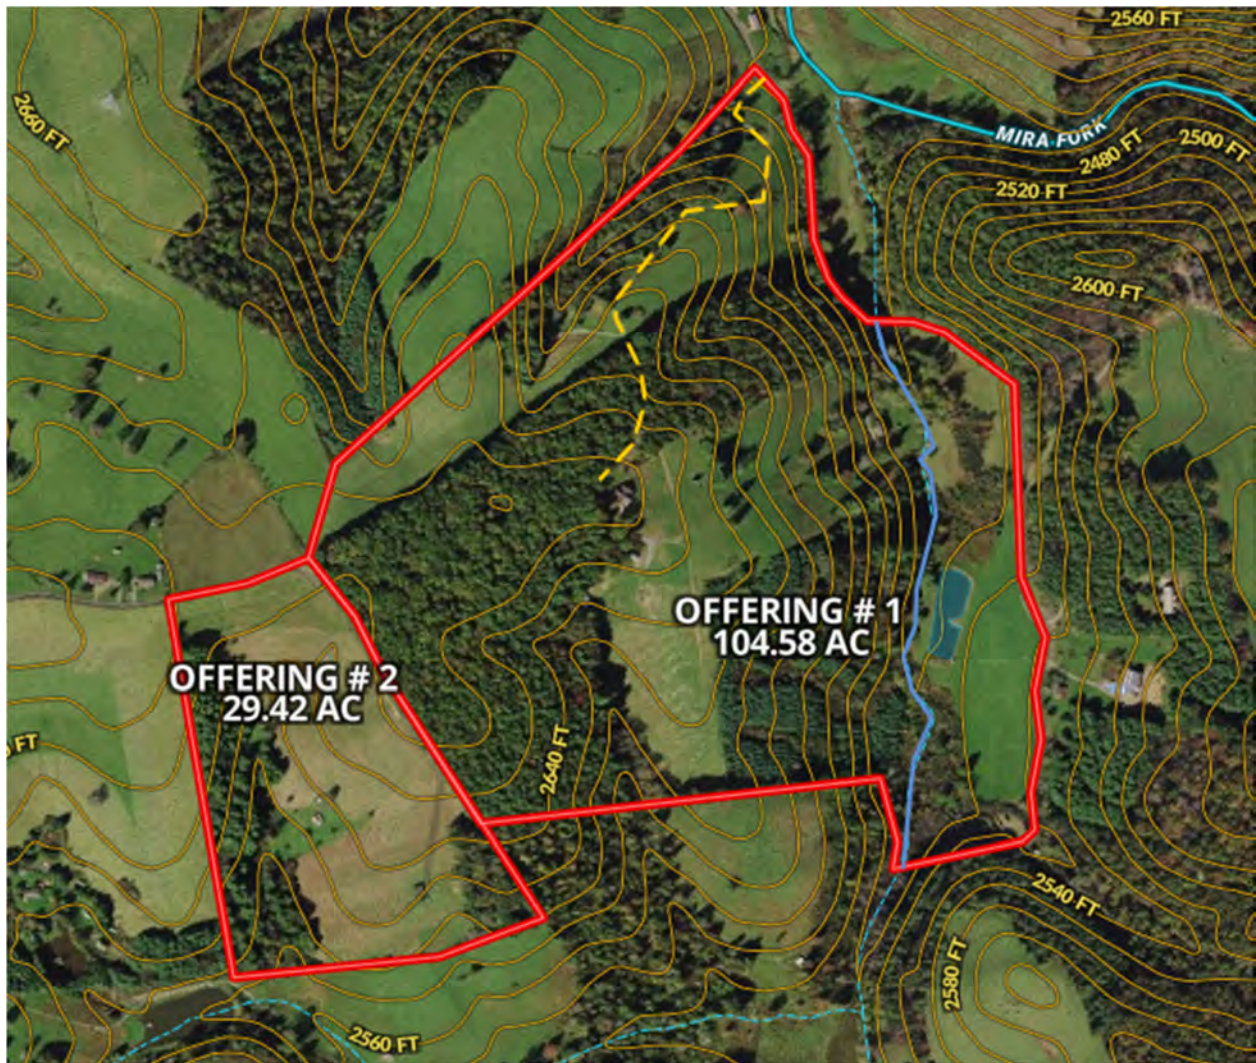 2560 FT
2660 FT
MIRA FORK
2480 FT
2500 FT
2520 FT
2600 FT
OFFERING # 1
104.58 AC
OFFERING # 2
29.42 AC
FT
2640 FT
2540 FT
2580 FT
2560 FT